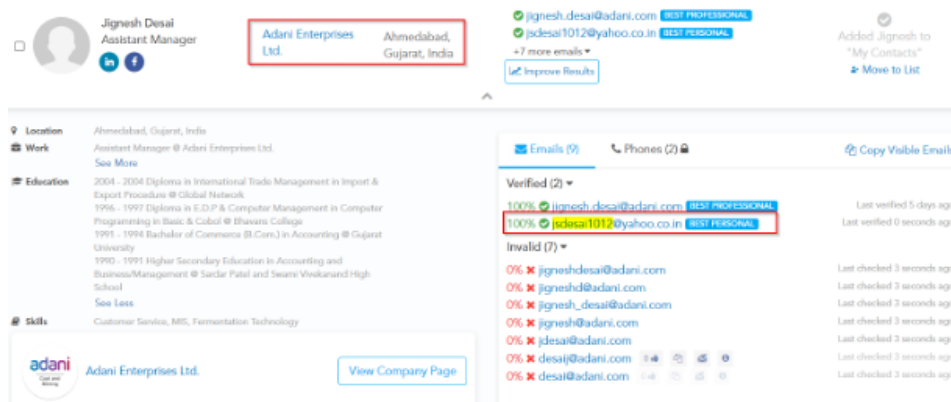 Jignesh Desai
Assistant Manager
Adani Enterprises
Ltd.
Ahmedabad,
Gujarat, India
jignesh.desai@adani.com BEST PROFESSIONAL
jsdesai1012@yahoo.co.in BEST PERSONAL
+7 more emails
Improve Results
Added Jignesh to
"My Contacts"
Move to List
Location Ahmedabad, Gujarat, India
Work Assistant Manager @ Adani Enterprises Ltd.
See More
Education 2004 - 2004 Diploma in International Trade Management in Import &
Export Procedure @ Global Network
1996 - 1997 Diploma in E.D.P & Computer Management in Computer
Programming in Basic & Cobol @ Bhavans College
1991 - 1994 Bachelor of Commerce (B.Com.) in Accounting @ Gujarat
University
1990 - 1991 Higher Secondary Education in Accounting and
Business/Management @ Sardar Patel and Swami Vivekanand High
School
See Less
Skills Customer Service, MIS, Fermentation Technology
adani
Adani Enterprises Ltd.
View Company Page
Emails (9)
Phones (2)
Copy Visible Emails
Verified (2)
100% jignesh.desai@adani.com BEST PROFESSIONAL Last verified 5 days ago
100% jsdesai1012@yahoo.co.in BEST PERSONAL Last verified 0 seconds ago
Invalid (7)
0% jigneshdesai@adani.com Last checked 3 seconds ago
0% jigneshd@adani.com Last checked 3 seconds ago
0% jignesh_desai@adani.com Last checked 3 seconds ago
0% jignesh@adani.com Last checked 3 seconds ago
0% jdesai@adani.com Last checked 3 seconds ago
0% desaij@adani.com Last checked 3 seconds ago
0% desai@adani.com Last checked 3 seconds ago